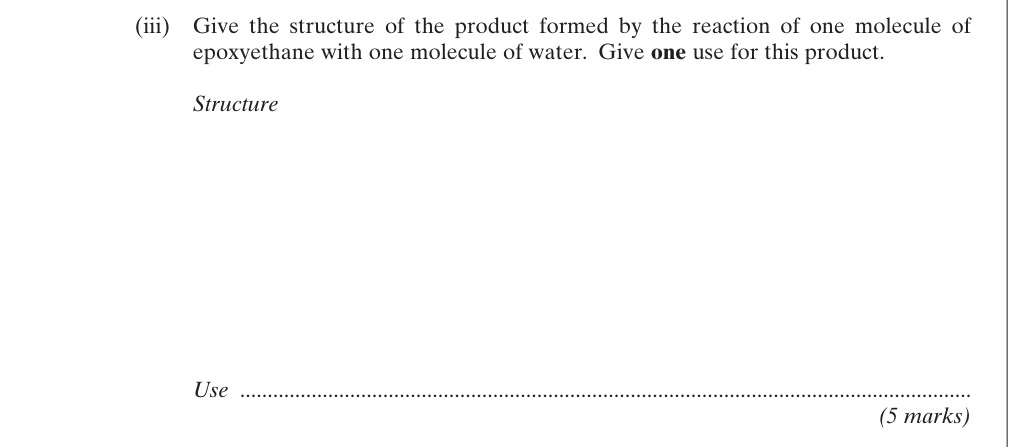 (iii) Give the structure of the product formed by the reaction of one molecule of
epoxyethane with one molecule of water. Give one use for this product.
Structure
Use ....................................................................................................................................
(5 marks)